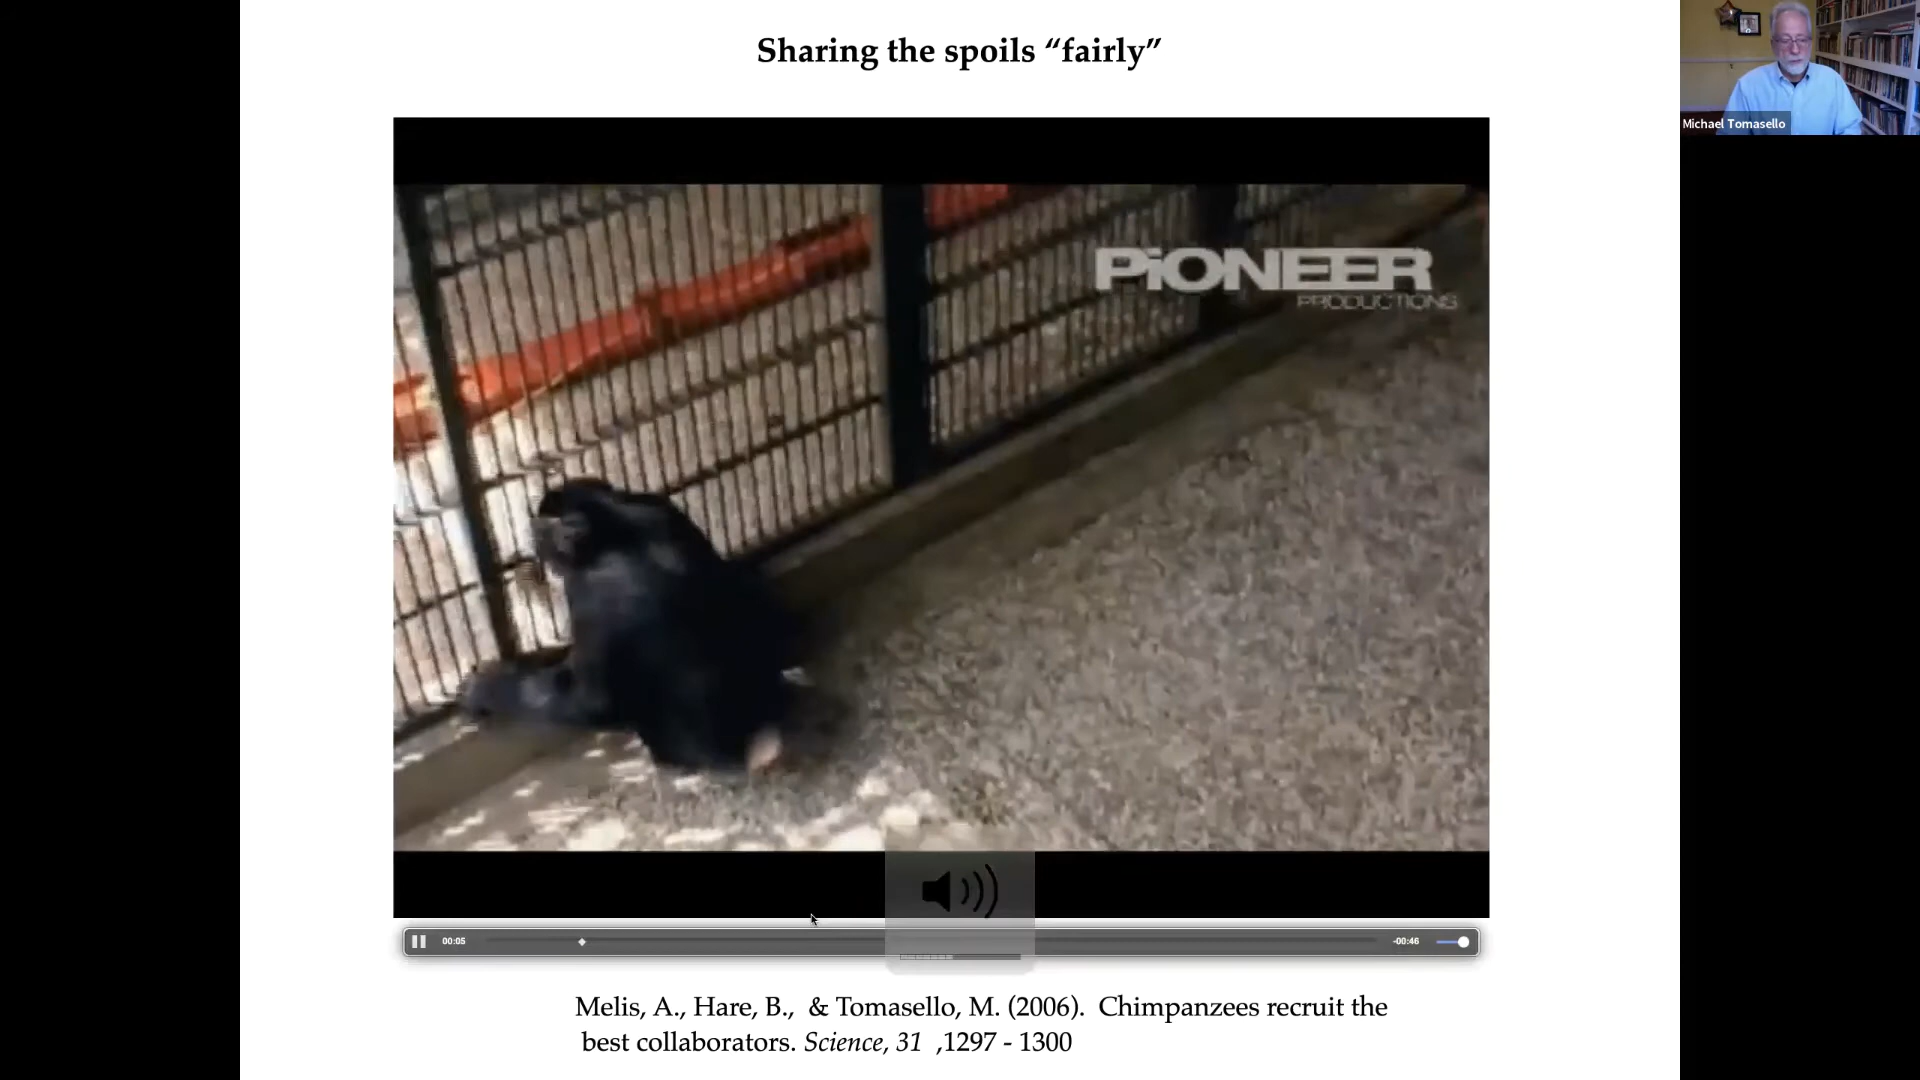 Sharing the spoils “fairly”
Michael Tomasello
PiONEER
PRODUCTIONS
00:05
-00:46
Melis, A., Hare, B.,  & Tomasello, M. (2006).  Chimpanzees recruit the
best collaborators. Science, 31  ,1297 - 1300